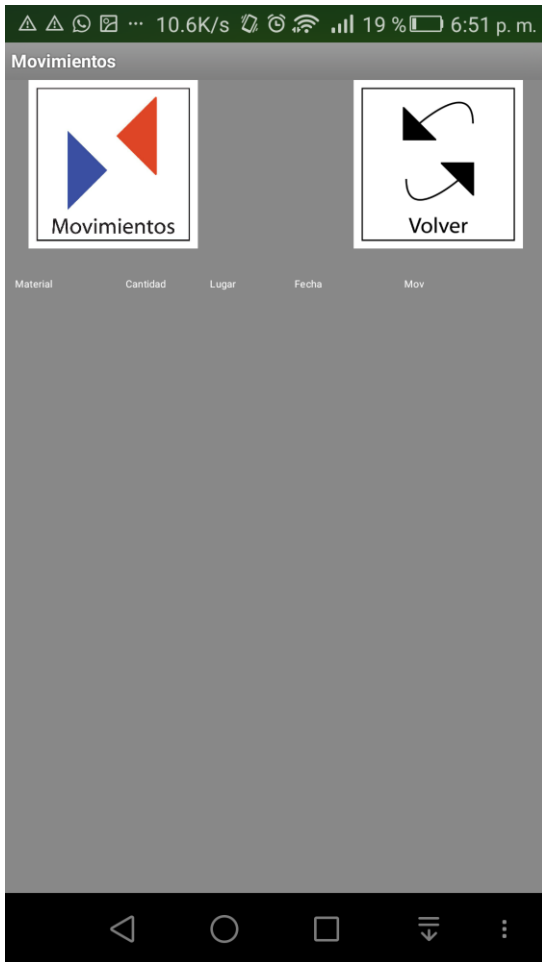 10.6K/s 19 % 6:51 p. m.
Movimientos
Movimientos Volver
Material Cantidad Lugar Fecha Mov